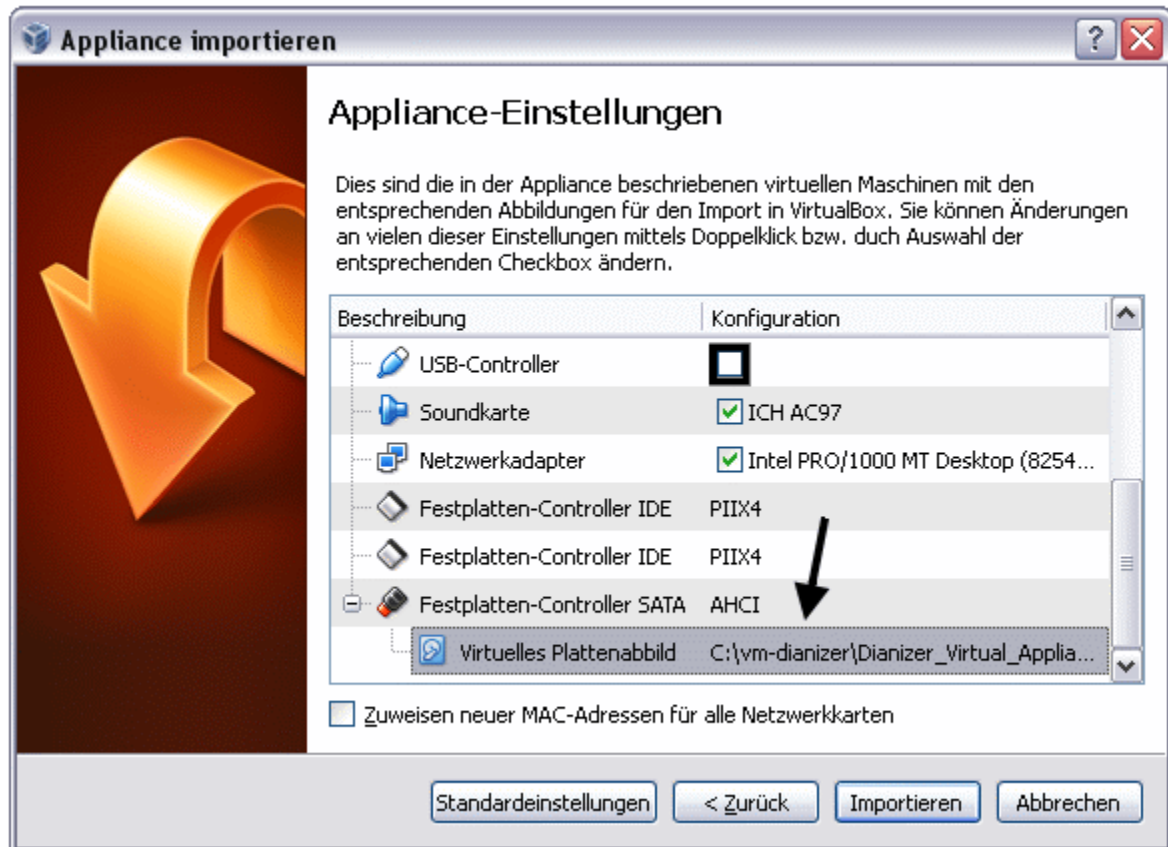 Appliance importieren
Appliance-Einstellungen
Dies sind die in der Appliance beschriebenen virtuellen Maschinen mit den
entsprechenden Abbildungen für den Import in VirtualBox. Sie können Änderungen
an vielen dieser Einstellungen mittels Doppelklick bzw. duch Auswahl der
entsprechenden Checkbox ändern.
Beschreibung Konfiguration
USB-Controller
Soundkarte ICH AC97
Netzwerkadapter Intel PRO/1000 MT Desktop (8254...
Festplatten-Controller IDE PIIX4
Festplatten-Controller IDE PIIX4
Festplatten-Controller SATA AHCI
Virtuelles Plattenabbild C:\vm-dianizer\Dianizer_Virtual_Applia...
Zuweisen neuer MAC-Adressen für alle Netzwerkkarten
Standardeinstellungen < Zurück Importieren Abbrechen